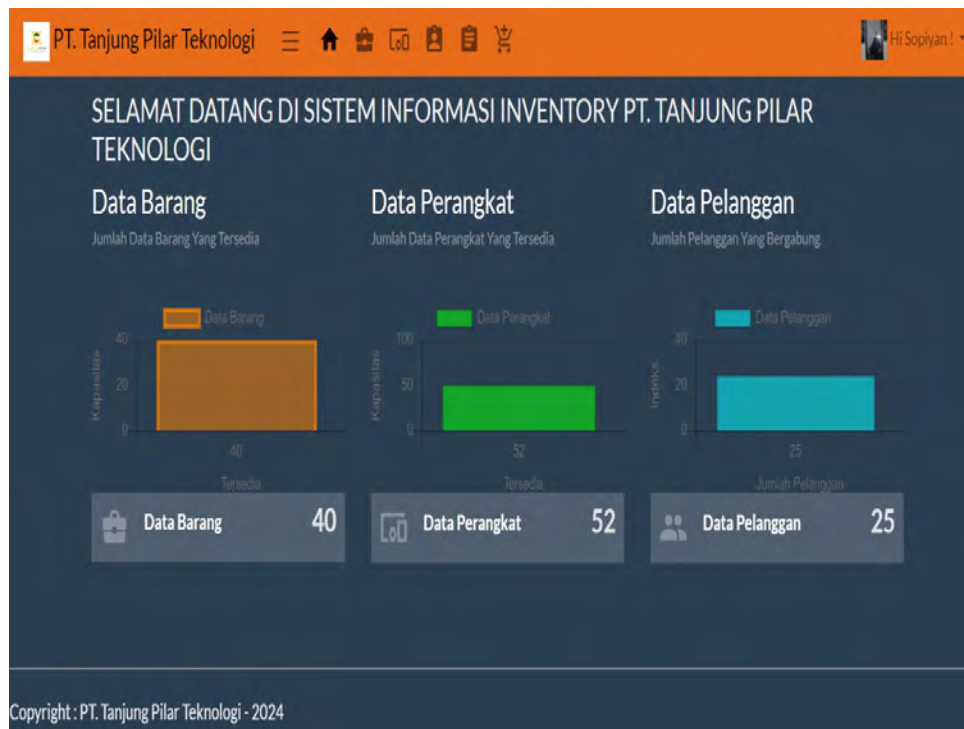 PT. Tanjung Pilar Teknologi
Hi Sopiyan !
SELAMAT DATANG DI SISTEM INFORMASI INVENTORY PT. TANJUNG PILAR
TEKNOLOGI
Data Barang
Jumlah Data Barang Yang Tersedia
Data Barang
Kapasitas
40
20
0
40
Tersedia
Data Barang 40
Data Perangkat
Jumlah Data Perangkat Yang Tersedia
Data Perangkat
Kapasitas
100
50
0
52
Tersedia
Data Perangkat 52
Data Pelanggan
Jumlah Pelanggan Yang Bergabung
Data Pelanggan
Indeks
40
20
0
25
Jumlah Pelanggan
Data Pelanggan 25
Copyright : PT. Tanjung Pilar Teknologi - 2024